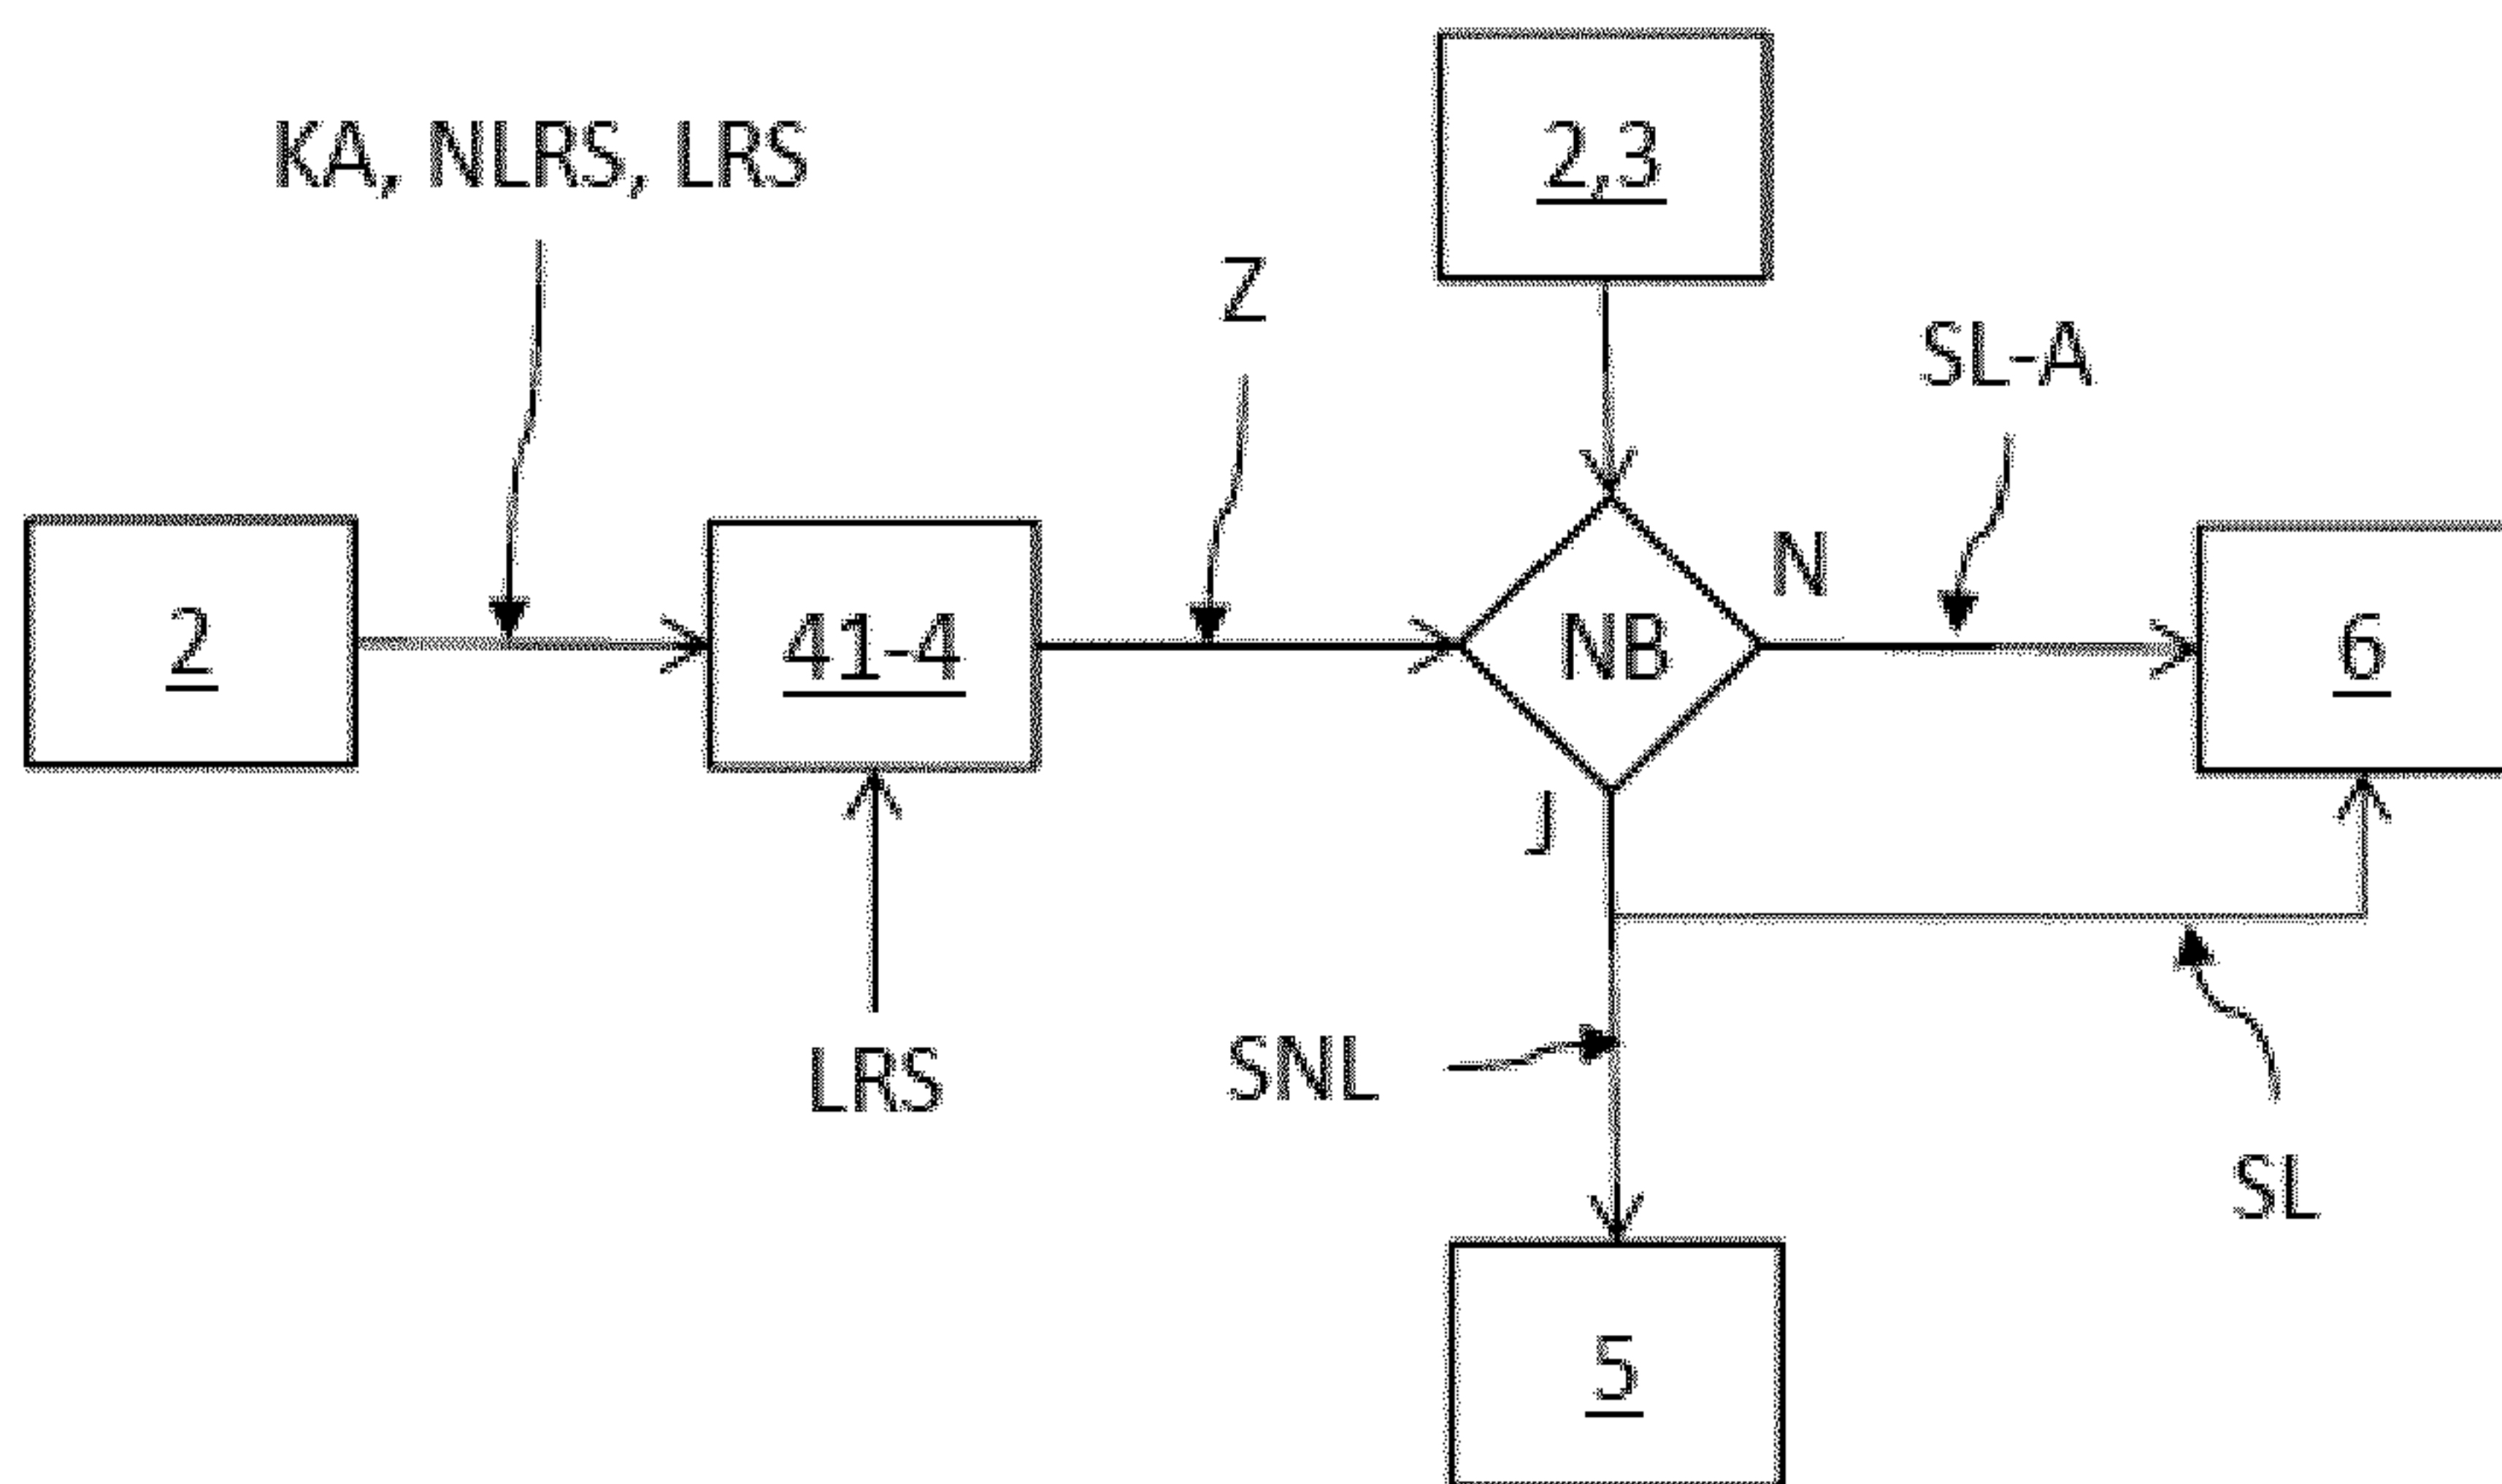 KA, NLRS, LRS
2,3
Z
SL-A
N
2
41-4
NB
6
J
LRS
SNL
SL
5